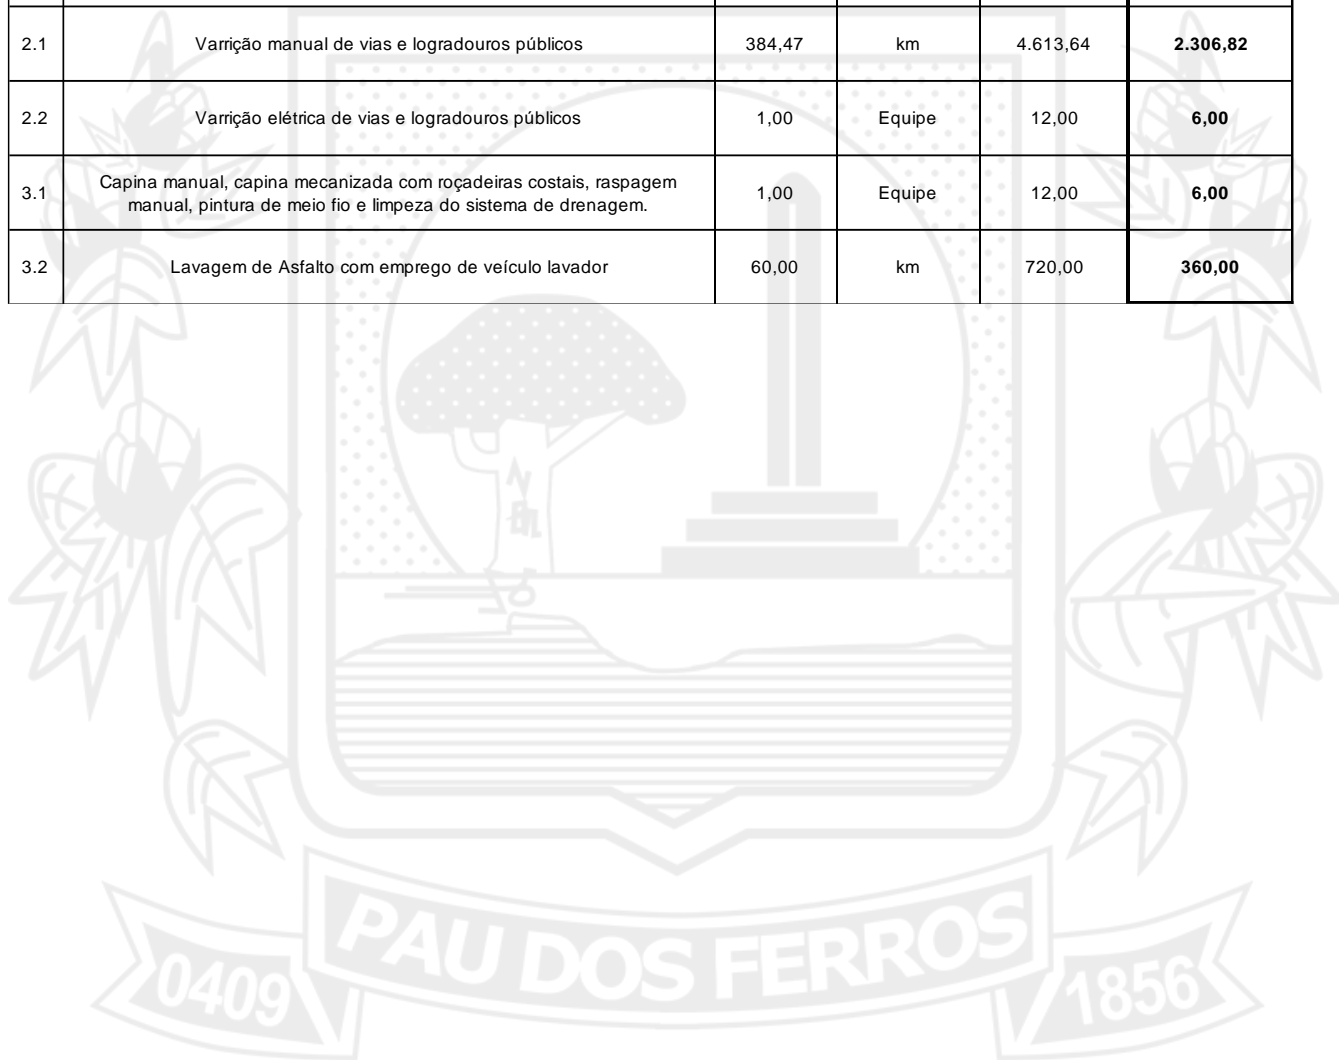 2.1 Varrição manual de vias e logradouros públicos 384,47 km 4.613,64 2.306,82
2.2 Varrição elétrica de vias e logradouros públicos 1,00 Equipe 12,00 6,00
3.1 Capina manual, capina mecanizada com roçadeiras costais, raspagem
manual, pintura de meio fio e limpeza do sistema de drenagem. 1,00 Equipe 12,00 6,00
3.2 Lavagem de Asfalto com emprego de veículo lavador 60,00 km 720,00 360,00
PAU DOS FERROS
0409 1856